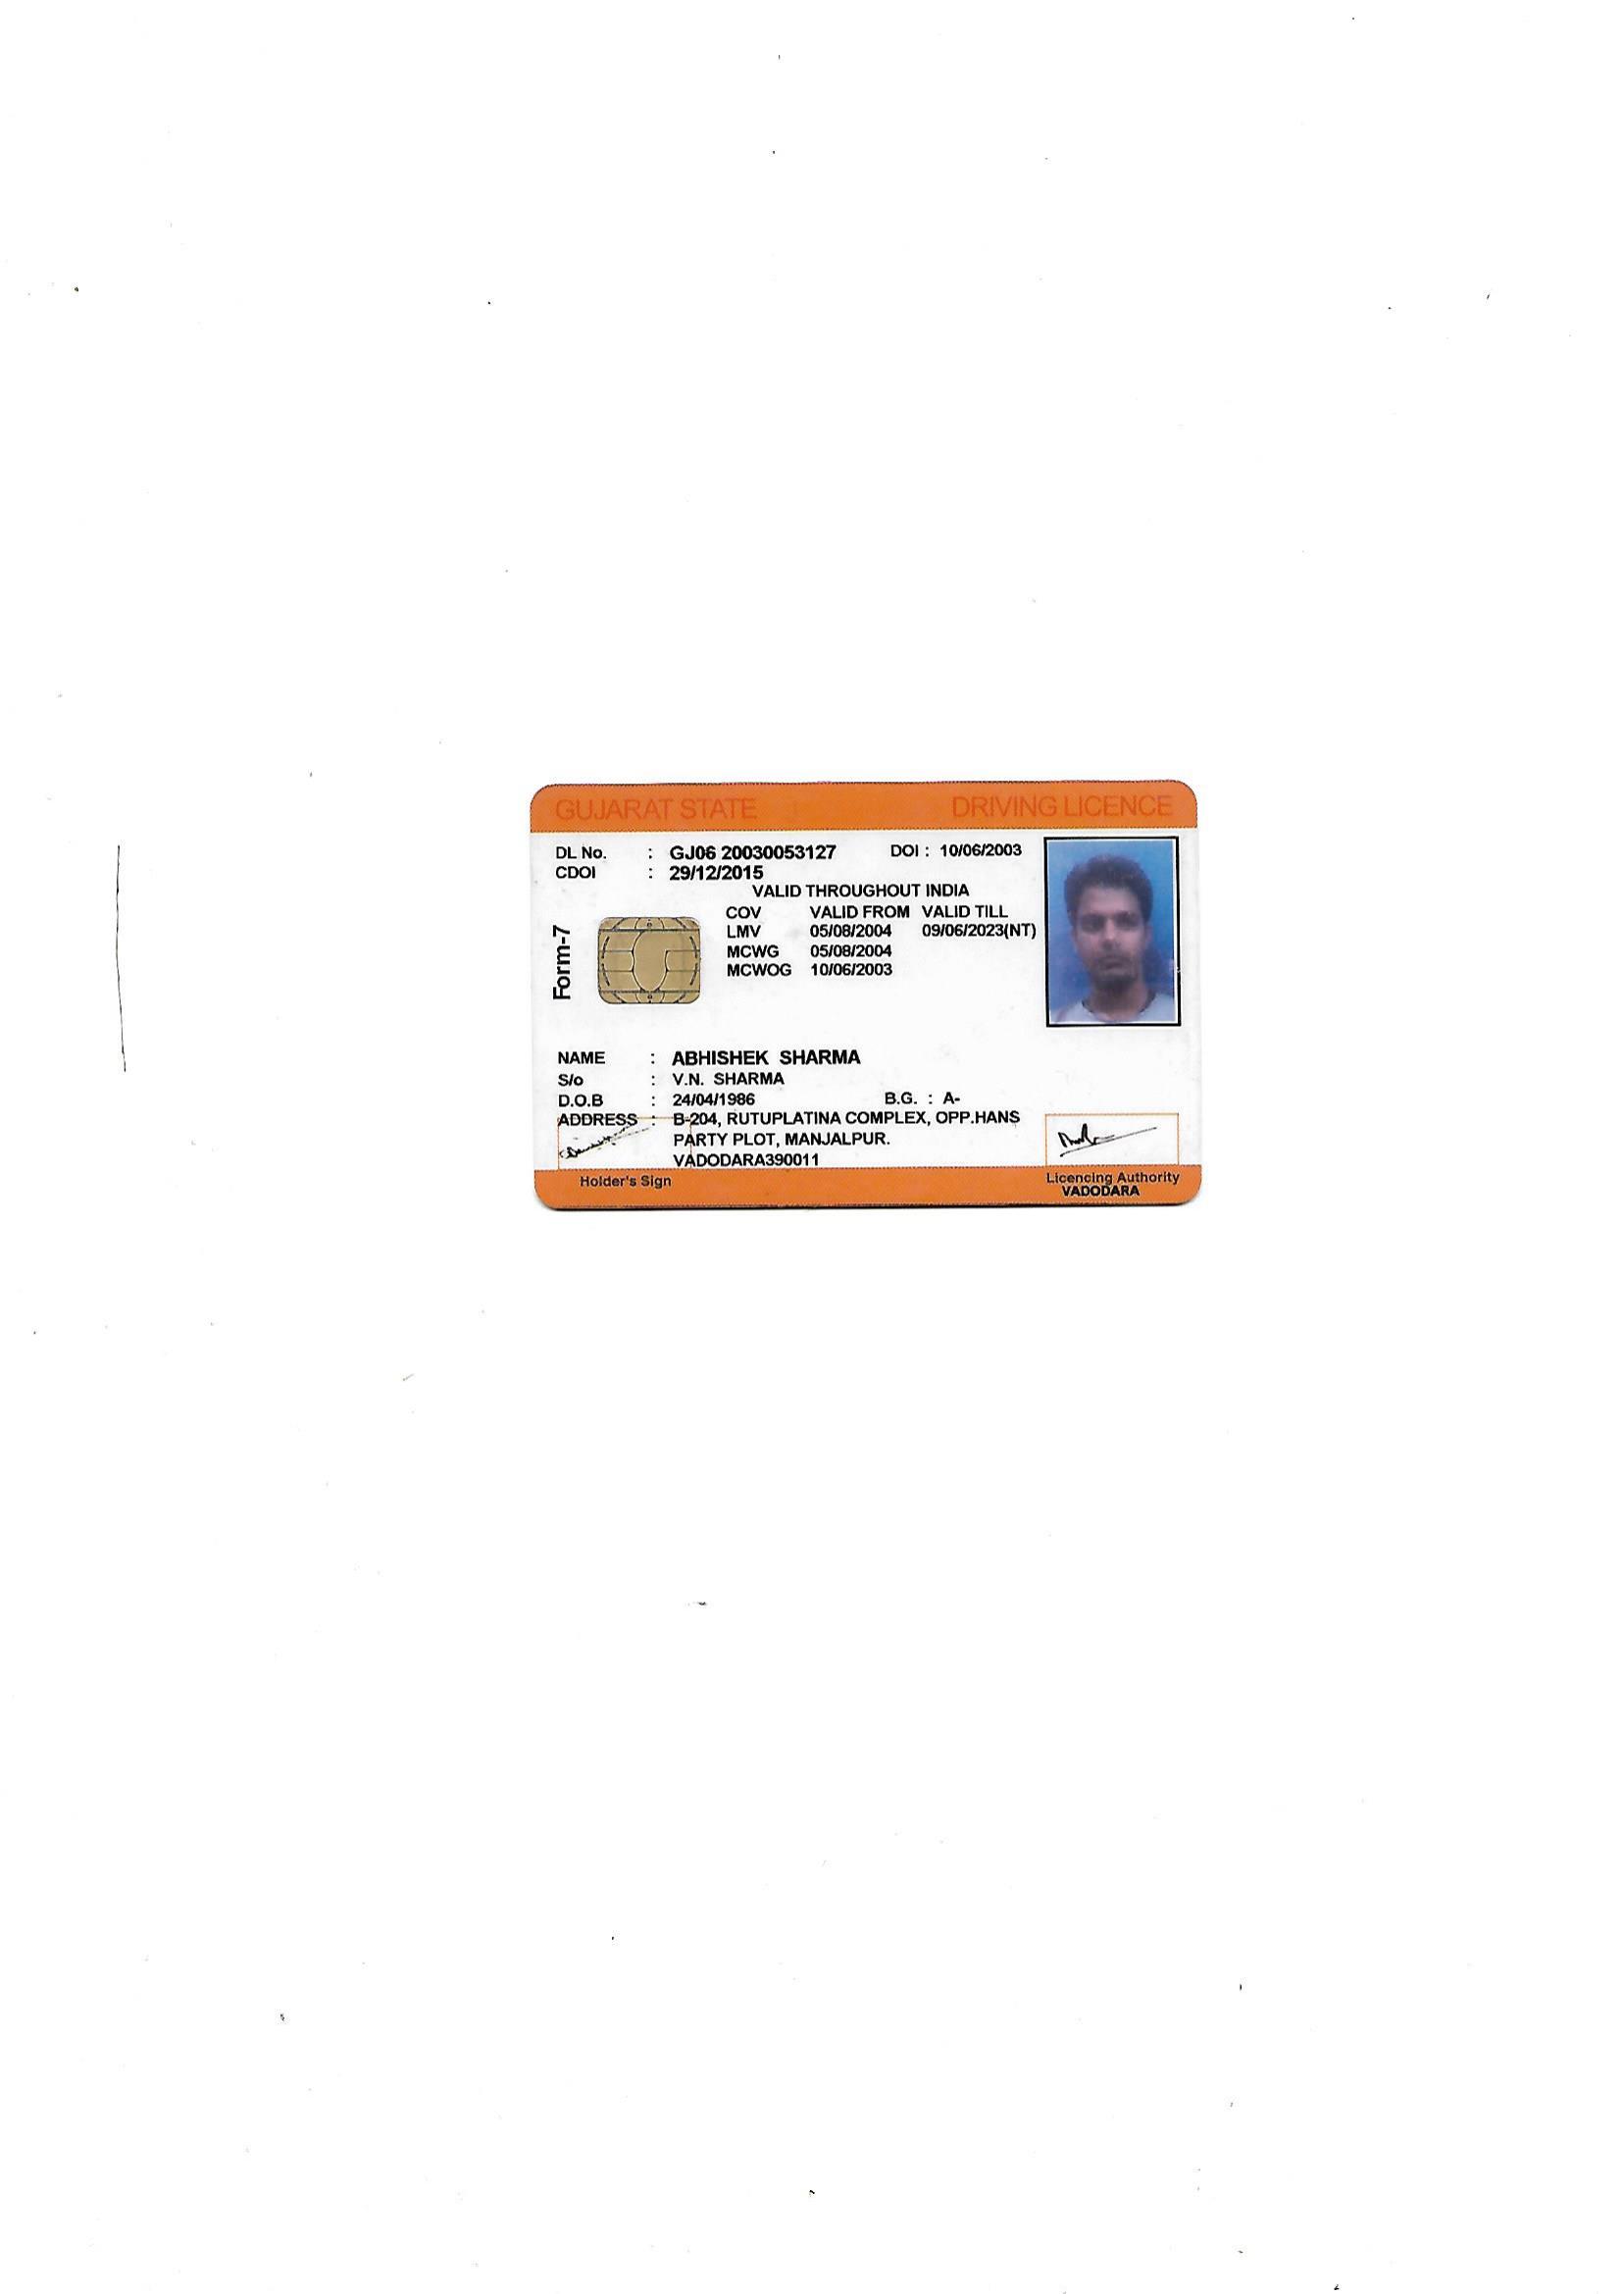 GUJARAT STATE DRIVING LICENCE
DL No. : GJ06 20030053127 DOI : 10/06/2003
CDOI : 29/12/2015
VALID THROUGHOUT INDIA
COV VALID FROM VALID TILL
LMV 05/08/2004 09/06/2023(NT)
MCWG 05/08/2004
MCWOG 10/06/2003
Form-7
NAME : ABHISHEK SHARMA
S/o : V.N. SHARMA
D.O.B : 24/04/1986 B.G. : A-
ADDRESS : B-204, RUTUPLATINA COMPLEX, OPP.HANS
PARTY PLOT, MANJALPUR.
VADODARA390011
Holder's Sign
Licencing Authority
VADODARA